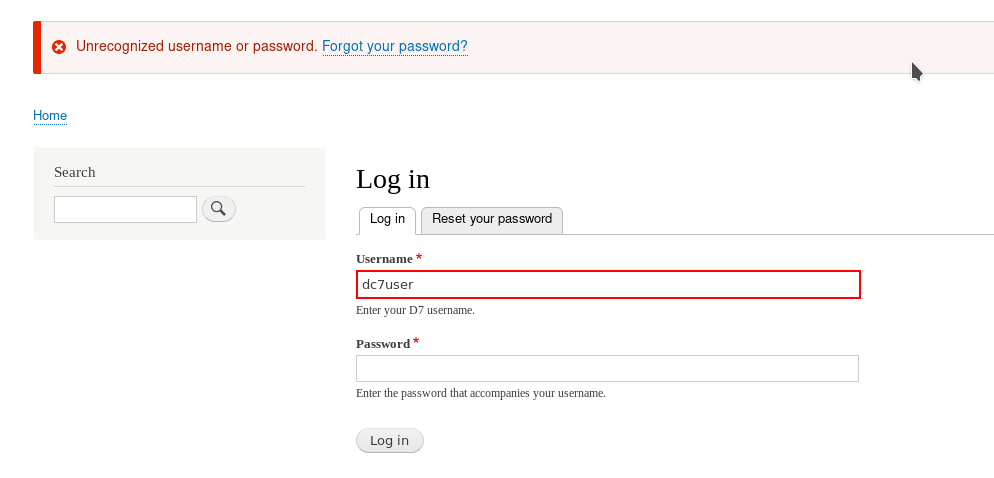 Unrecognized username or password. Forgot your password?
Home
Search
Log in
Log in Reset your password
Username *
dc7user
Enter your D7 username.
Password *
Enter the password that accompanies your username.
Log in